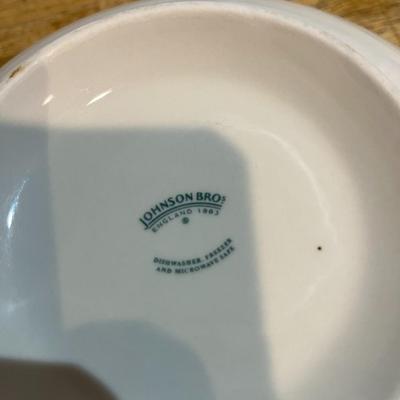 JOHNSON BROS
ENGLAND 1883
®
DISHWASHER, FREEZER
AND MICROWAVE SAFE